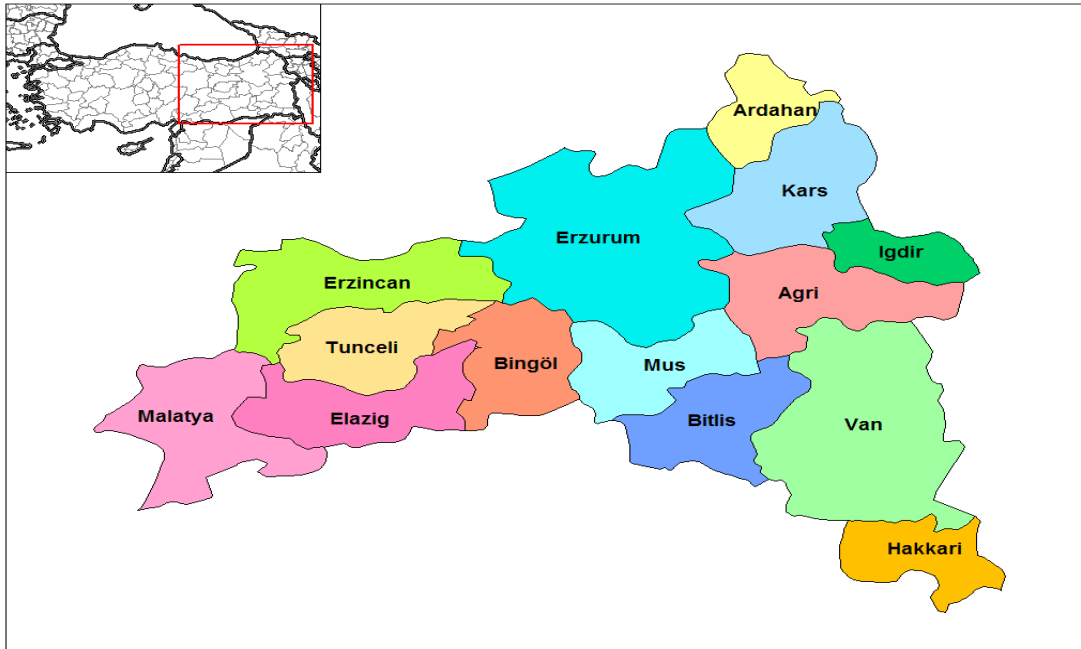 Ardahan
Kars
Erzurum
Igdir
Erzincan
Agri
Tunceli
Bingöl
Mus
Malatya
Elazig
Bitlis
Van
Hakkari